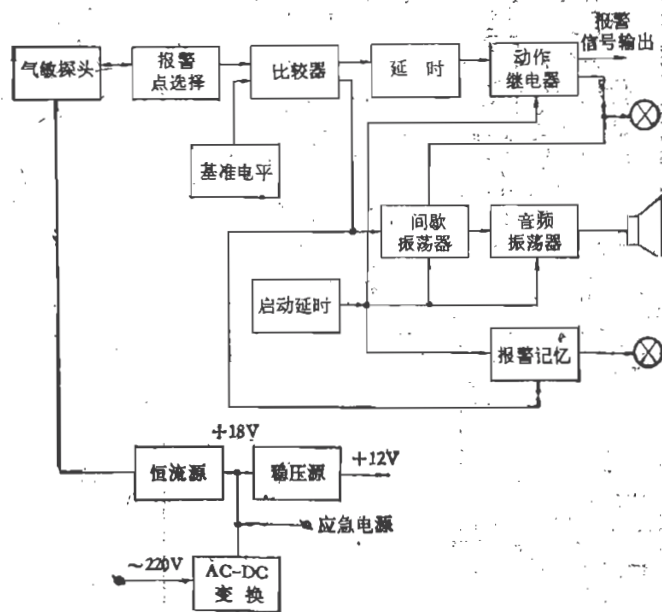 报警
信号输出
气敏探头
报警
点选择
比较器
延时
动作
继电器
基准电平
间歇
振荡器
音频
振荡器
启动延时
报警记忆
+18V
恒流源
稳压源
+12V
应急电源
~220V
AC-DC
变换